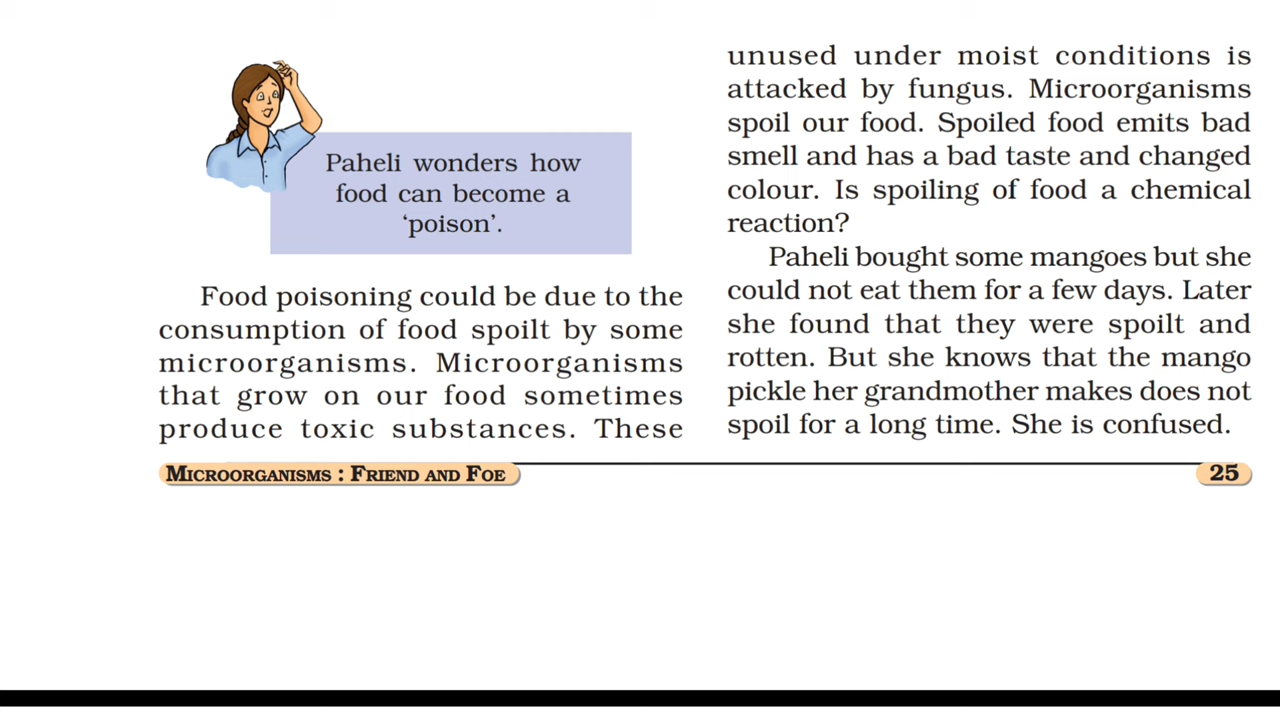 Paheli wonders how
food can become a
‘poison’.
Food poisoning could be due to the
consumption of food spoilt by some
microorganisms. Microorganisms
that grow on our food sometimes
produce toxic substances. These
unused under moist conditions is
attacked by fungus. Microorganisms
spoil our food. Spoiled food emits bad
smell and has a bad taste and changed
colour. Is spoiling of food a chemical
reaction?
Paheli bought some mangoes but she
could not eat them for a few days. Later
she found that they were spoilt and
rotten. But she knows that the mango
pickle her grandmother makes does not
spoil for a long time. She is confused.
MICROORGANISMS : FRIEND AND FOE
25